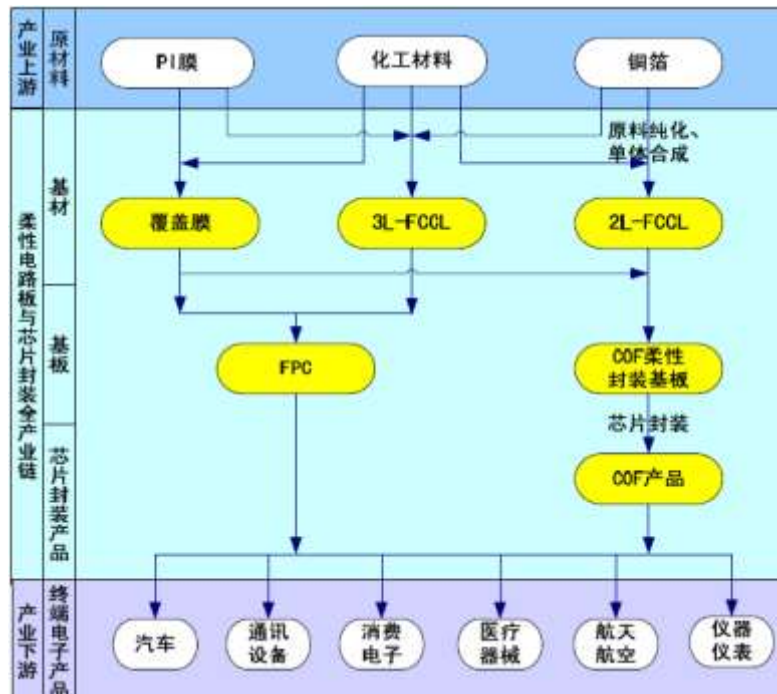 产业上游
原材料
PI膜
化工材料
铜箔
原料纯化、
单体合成
柔性电路板与芯片封装全产业链
基材
覆盖膜
3L-FCCL
2L-FCCL
基板
FPC
COF柔性
封装基板
芯片封装
芯片封装产品
COF产品
产业下游
终端电子产品
汽车
通讯
设备
消费
电子
医疗
器械
航天
航空
仪器
仪表